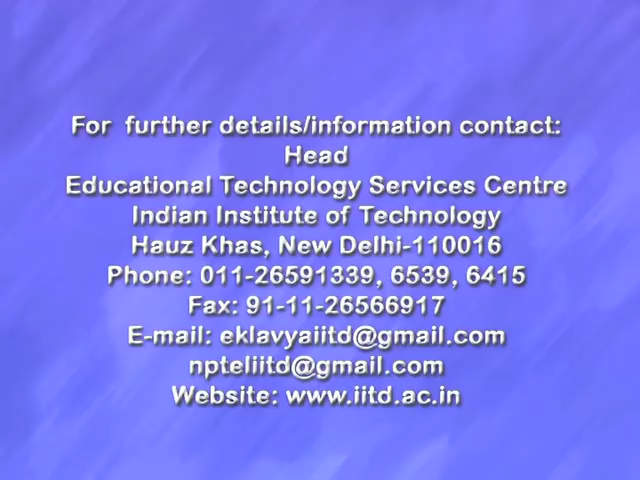 For further details/information contact:
Head
Educational Technology Services Centre
Indian Institute of Technology
Hauz Khas, New Delhi-110016
Phone: 011-26591339, 6539, 6415
Fax: 91-11-26566917
E-mail: eklavyaiitd@gmail.com
npteliitd@gmail.com
Website: www.iitd.ac.in